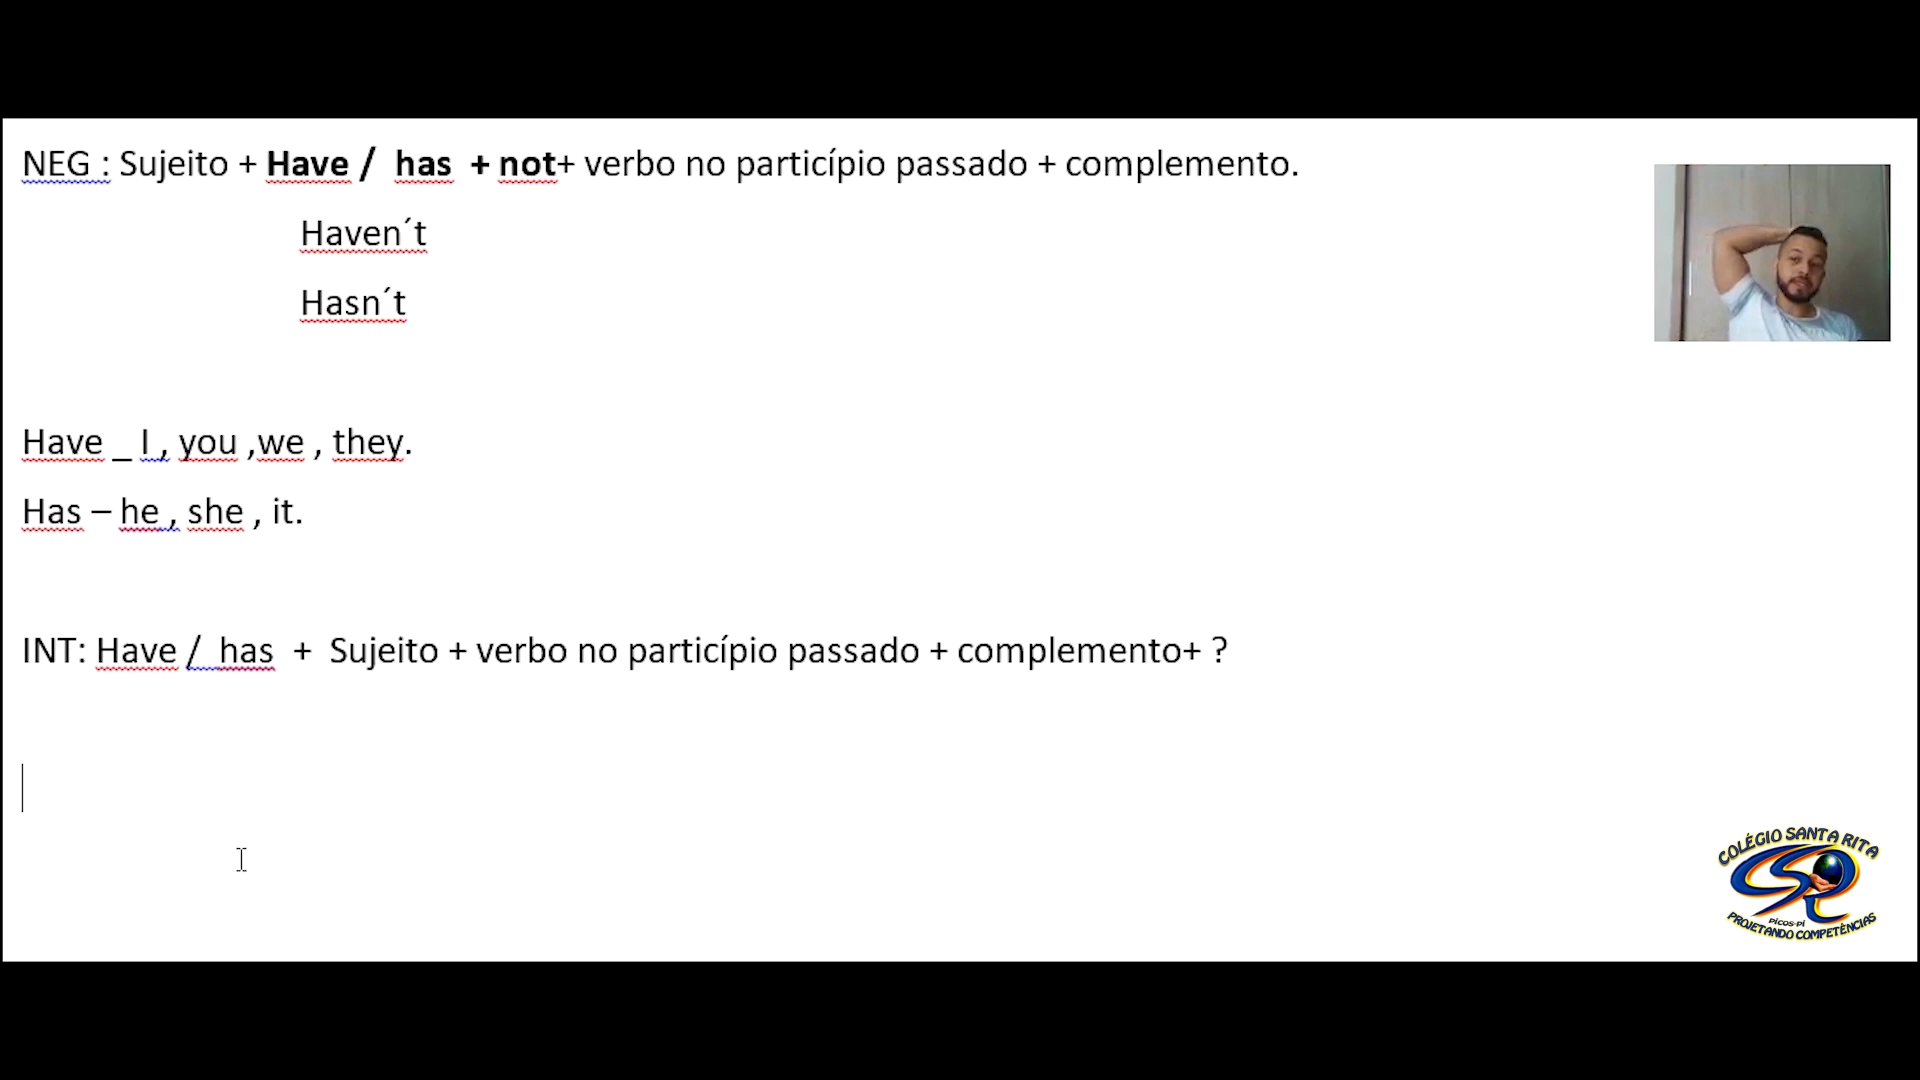 NEG : Sujeito + Have / has + not+ verbo no particípio passado + complemento.
Haven´t
Hasn´t
Have _ I , you ,we , they.
Has – he , she , it.
INT: Have / has + Sujeito + verbo no particípio passado + complemento+ ?
COLÉGIO SANTA RITA
PICOS-PI
PROJETANDO COMPETÊNCIAS